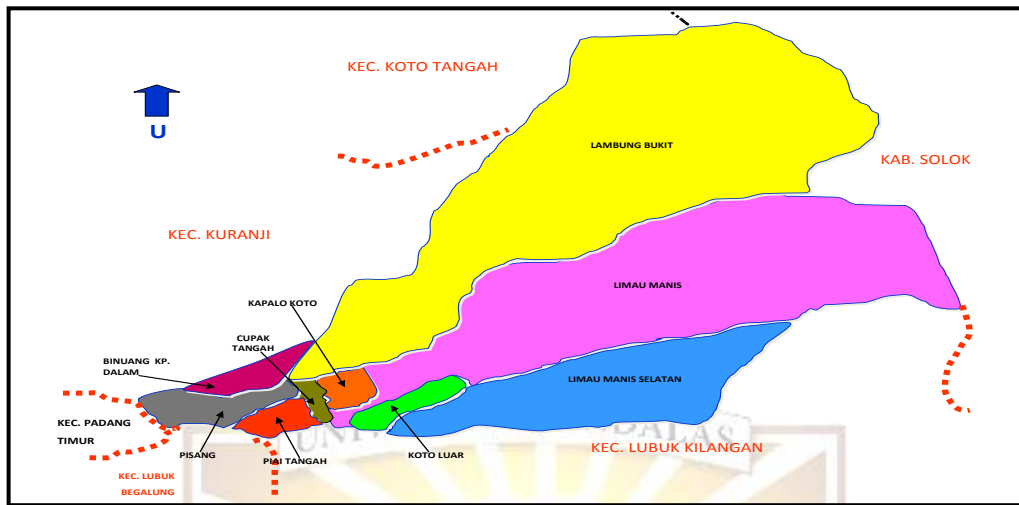 KEC. KOTO TANGAH
U
LAMBUNG BUKIT
KAB. SOLOK
KEC. KURANJI
LIMAU MANIS
KAPALO KOTO
CUPAK
TANGAH
BINUANG KP.
DALAM
LIMAU MANIS SELATAN
KEC. PADANG
TIMUR
PISANG
PIAI TANGAH
KOTO LUAR
KEC. LUBUK KILANGAN
KEC. LUBUK
BEGALUNG